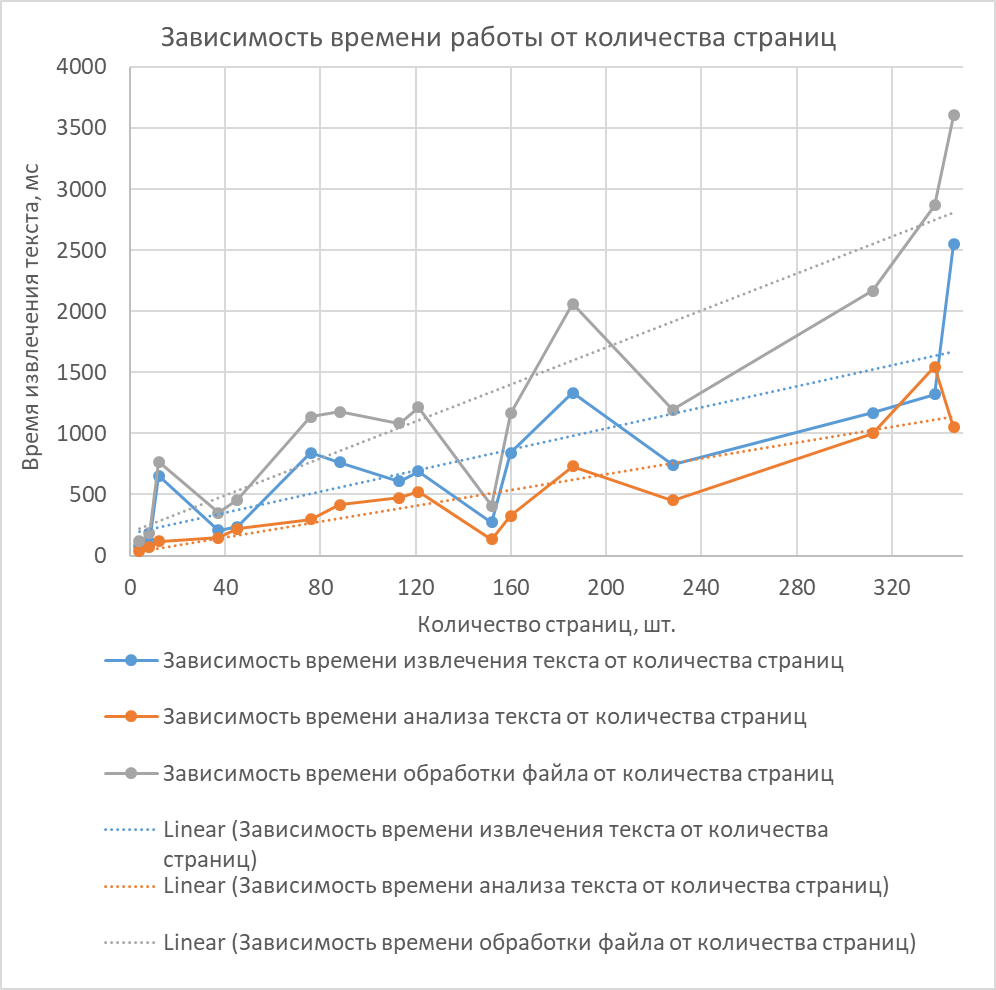 Зависимость времени работы от количества страниц
4000
3500
3000
2500
2000
1500
1000
500
0
Время извлечения текста, мс
0 40 80 120 160 200 240 280 320
Количество страниц, шт.
Зависимость времени извлечения текста от количества страниц
Зависимость времени анализа текста от количества страниц
Зависимость времени обработки файла от количества страниц
Linear (Зависимость времени извлечения текста от количества
страниц)
Linear (Зависимость времени анализа текста от количества страниц)
Linear (Зависимость времени обработки файла от количества страниц)